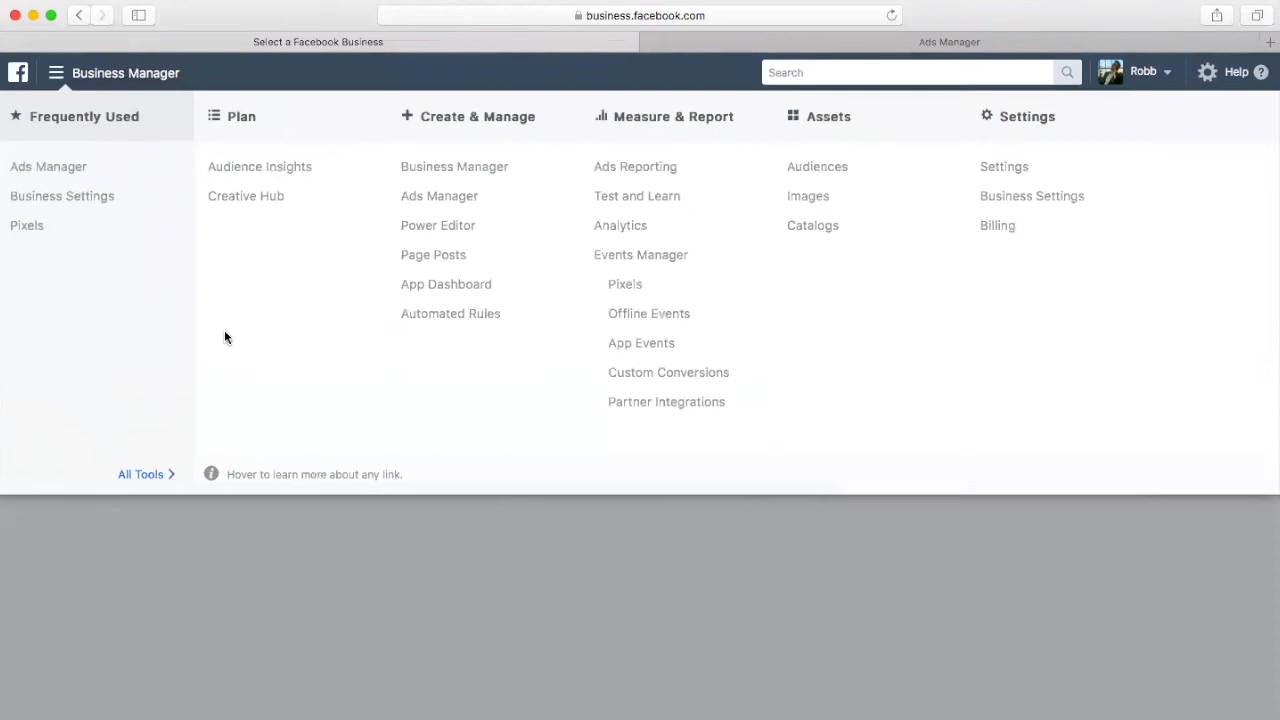 business.facebook.com
Select a Facebook Business
Ads Manager
Business Manager
Search
Robb
Help
Frequently Used
Ads Manager
Business Settings
Pixels
All Tools
Plan
Audience Insights
Creative Hub
Create & Manage
Business Manager
Ads Manager
Power Editor
Page Posts
App Dashboard
Automated Rules
Measure & Report
Ads Reporting
Test and Learn
Analytics
Events Manager
Pixels
Offline Events
App Events
Custom Conversions
Partner Integrations
Assets
Audiences
Images
Catalogs
Settings
Settings
Business Settings
Billing
Hover to learn more about any link.